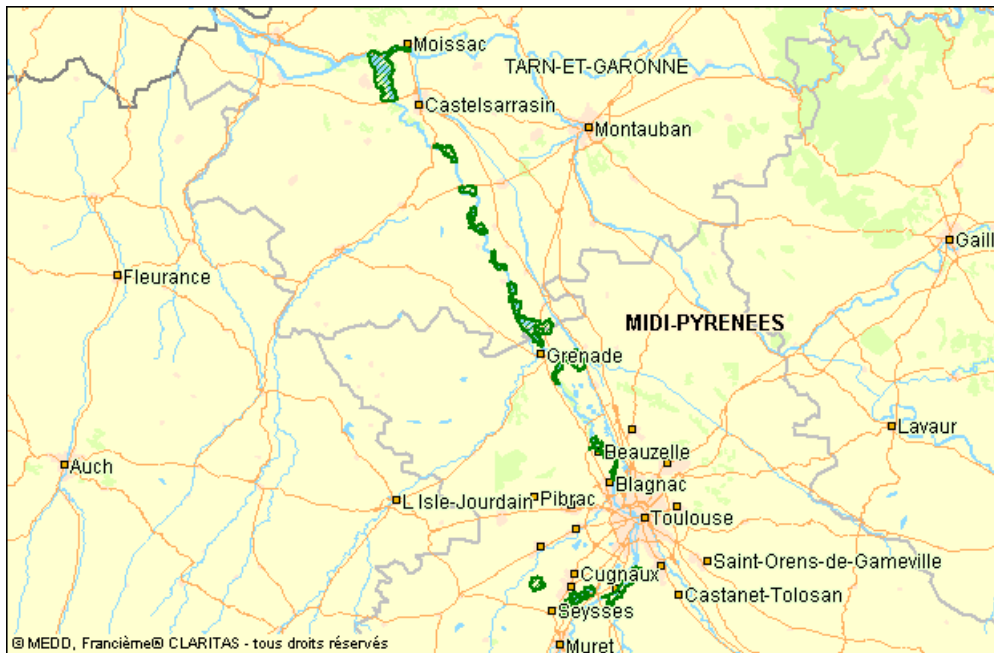 Moissac
TARN-ET-GARONNE
Castelsarrasin
Montauban
Gaill
Fleurance
MIDI-PYRENEES
Grenade
Lavaur
Beauzelle
Auch
Blagnac
L Isle-Jourdain
Pibrac
Toulouse
Saint-Orens-de-Gameville
Cugnaux
Castanet-Tolosan
Seysses
Muret
© MEDD, Francième® CLARITAS - tous droits réservés